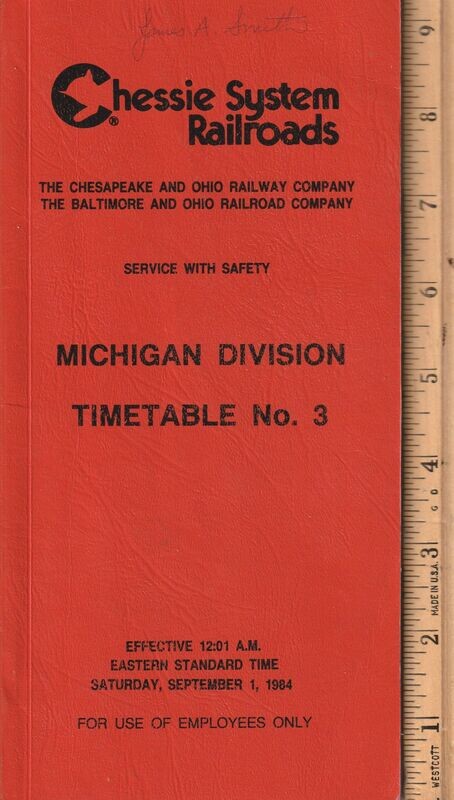 James A. Smith
Chessie System
Railroads
®
THE CHESAPEAKE AND OHIO RAILWAY COMPANY
THE BALTIMORE AND OHIO RAILROAD COMPANY
SERVICE WITH SAFETY
MICHIGAN DIVISION
TIMETABLE No. 3
EFFECTIVE 12:01 A.M.
EASTERN STANDARD TIME
SATURDAY, SEPTEMBER 1, 1984
FOR USE OF EMPLOYEES ONLY
9
8
7
6
5
4
3
2
1
MADE IN U.S.A.
WESTCOTT